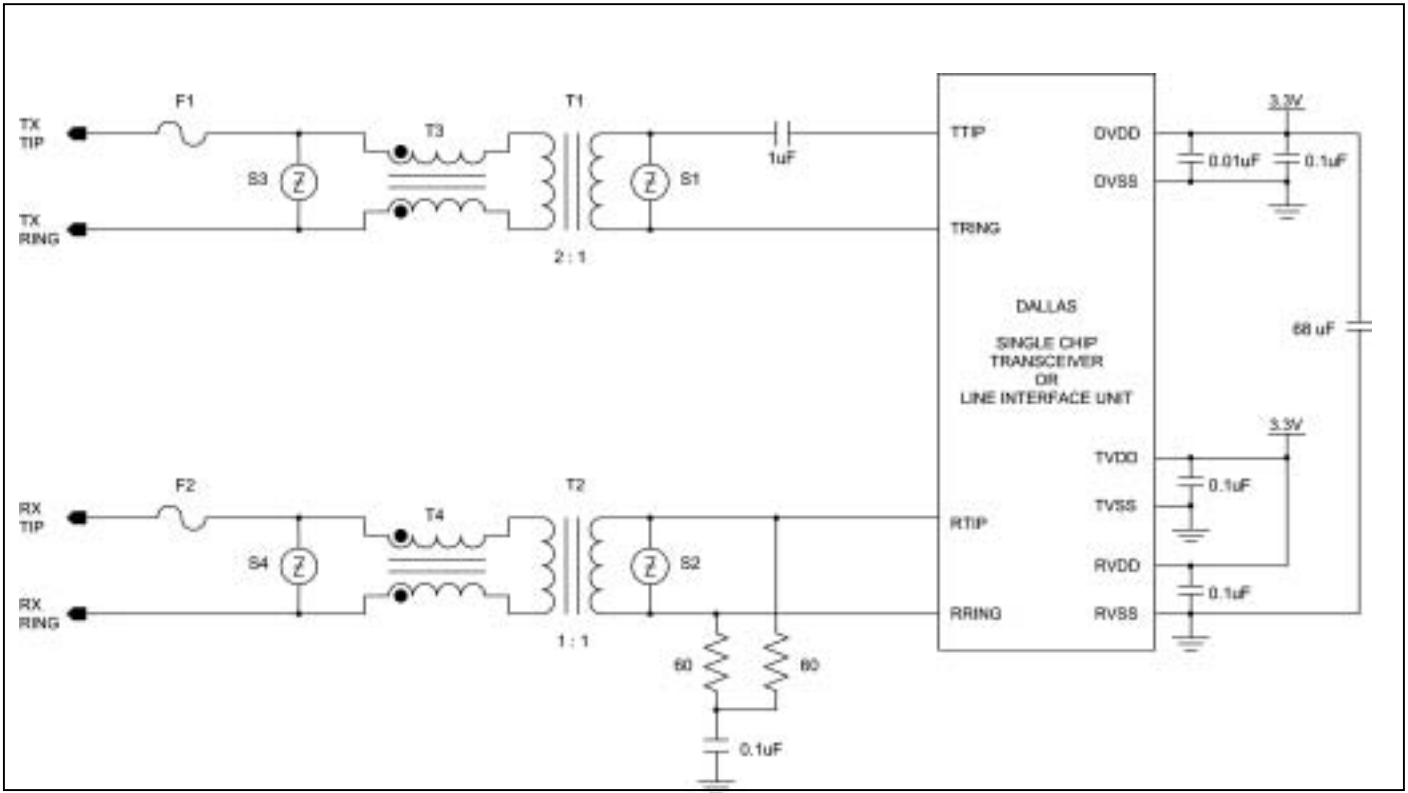 F1
T1
3.3V
TX
TIP
T3
1uF
TTIP
DVDD
0.01uF
0.1uF
S3
S1
DVSS
TX
RING
TRING
2 : 1
DALLAS
SINGLE CHIP
TRANSCEIVER
OR
LINE INTERFACE UNIT
68 uF
3.3V
TVDD
F2
T2
0.1uF
RX
TIP
T4
RTIP
TVSS
S4
S2
RVDD
0.1uF
RX
RING
RRING
RVSS
1 : 1
60
60
0.1uF